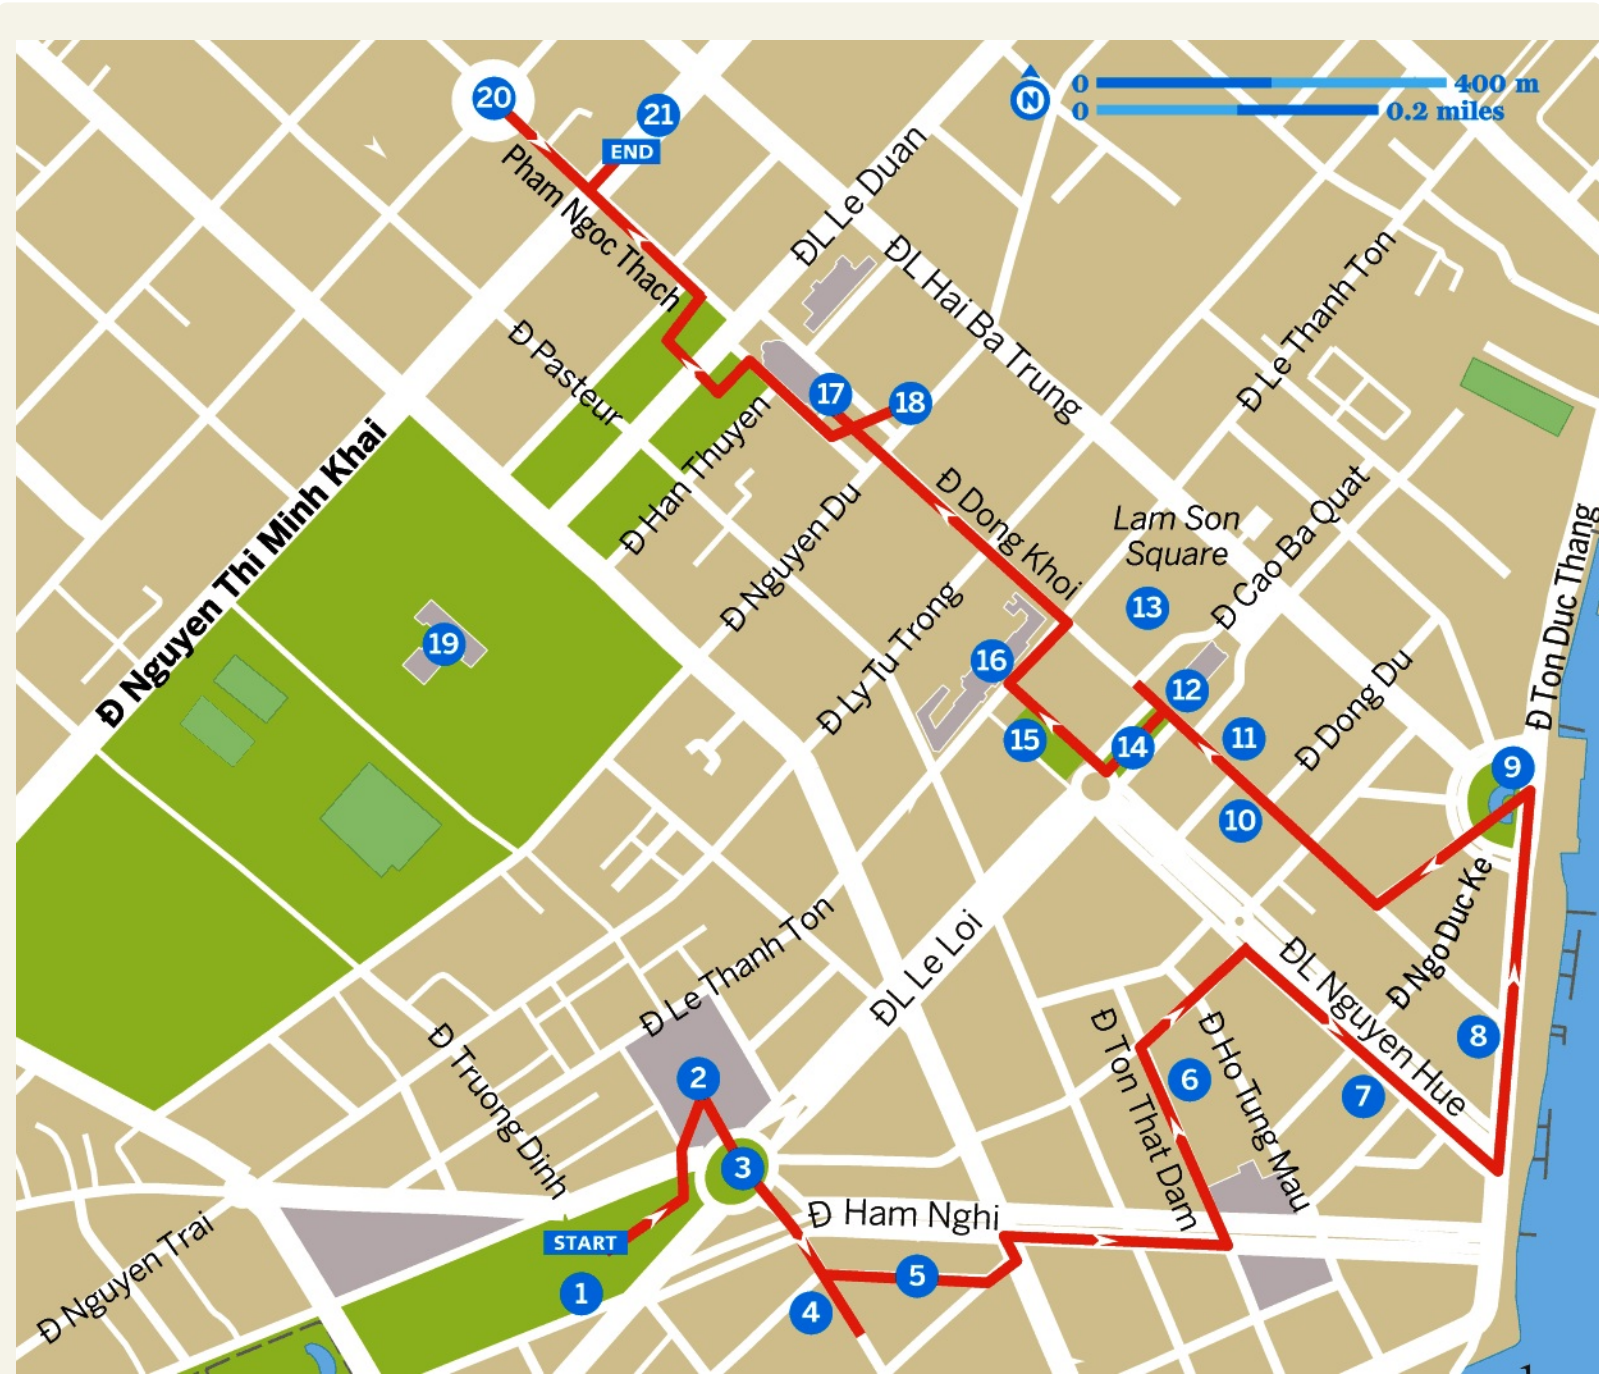 0 400 m
N
0 0.2 miles
20
21
END
Pham Ngoc Thach
ĐL Le Duan
ĐL Hai Ba Trung
Đ Le Thanh Ton
Đ Pasteur
17
18
Đ Han Thuyen
Đ Nguyen Thi Minh Khai
Đ Nguyen Du
Đ Dong Khoi
Lam Son
Square
Đ Cao Ba Quat
Đ Ton Duc Thang
13
19
Đ Ly Tu Trong
16
12
15
14
11
Đ Dong Du
9
10
Đ Ngo Duc Ke
Đ Le Thanh Ton
ĐL Le Loi
ĐL Nguyen Hue
Đ Truong Dinh
Đ Ton That Dam
Đ Ho Tung Mau
8
2
6
7
3
Đ Ham Nghi
Đ Nguyen Trai
START
1
5
4